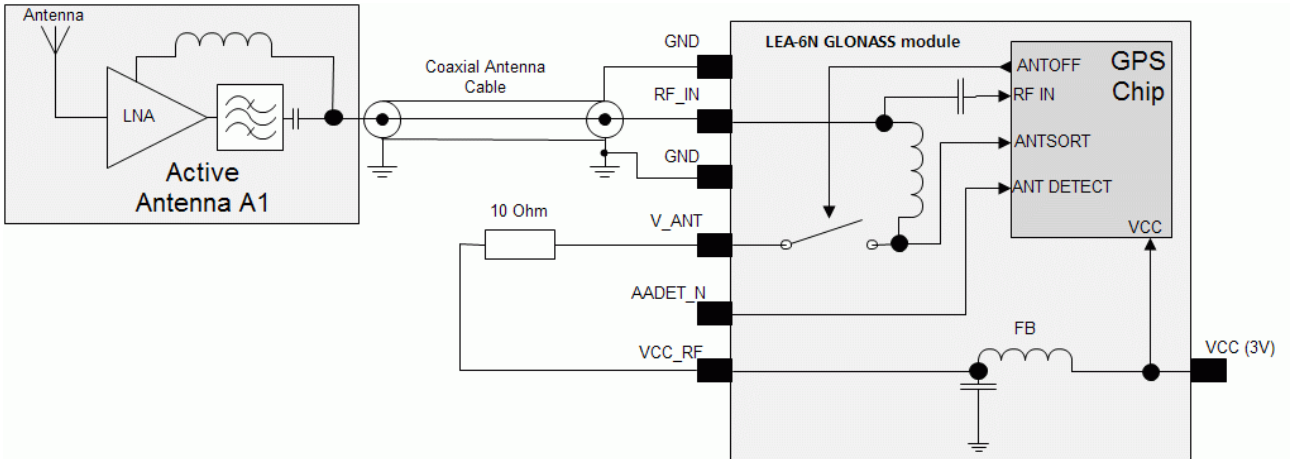 Antenna
LNA
Active
Antenna A1
Coaxial Antenna
Cable
GND
RF_IN
GND
10 Ohm
V_ANT
AADET_N
VCC_RF
LEA-6N GLONASS module
GPS
Chip
ANTOFF
RF IN
ANTSORT
ANT DETECT
VCC
FB
VCC (3V)